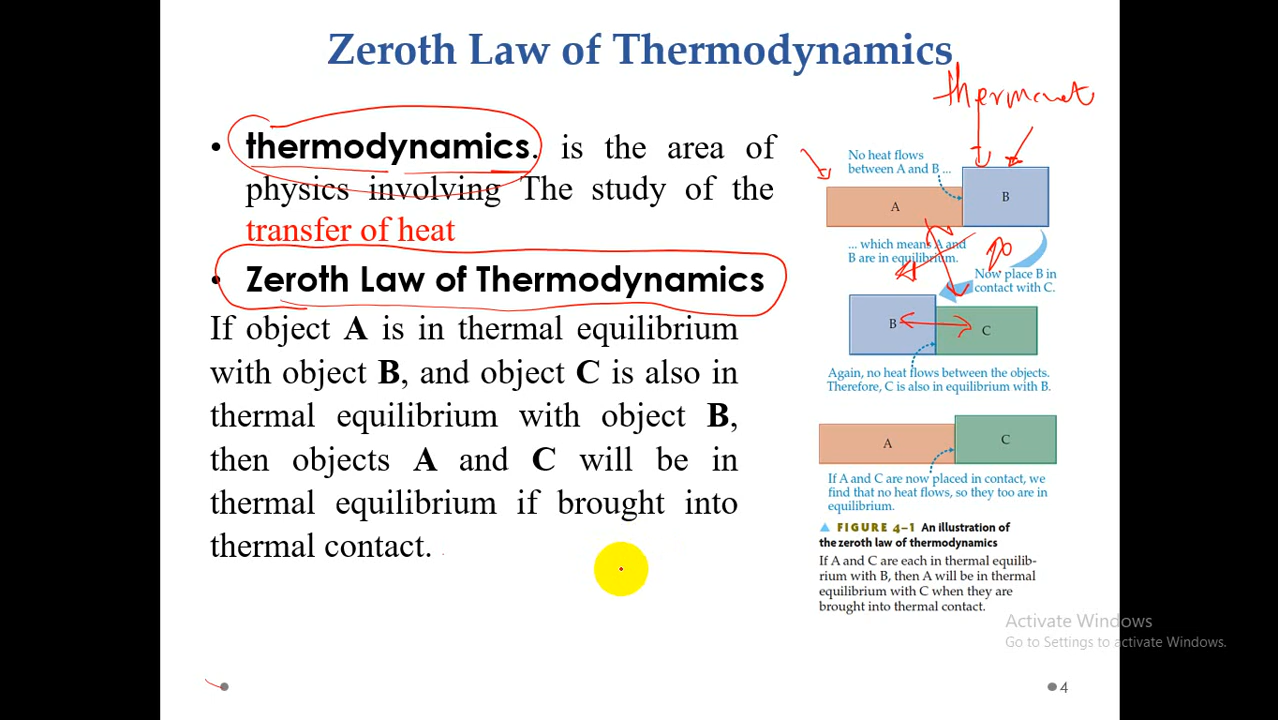 Zeroth Law of Thermodynamics
• thermodynamics. is the area of
physics involving The study of the
transfer of heat
• Zeroth Law of Thermodynamics
If object A is in thermal equilibrium
with object B, and object C is also in
thermal equilibrium with object B,
then objects A and C will be in
thermal equilibrium if brought into
thermal contact.
No heat flows
between A and B ...
A
B
... which means A and
B are in equilibrium.
Now place B in
contact with C.
B
C
Again, no heat flows between the objects.
Therefore, C is also in equilibrium with B.
A
C
If A and C are now placed in contact, we
find that no heat flows, so they too are in
equilibrium.
▲ FIGURE 4–1 An illustration of
the zeroth law of thermodynamics
If A and C are each in thermal equilib-
rium with B, then A will be in thermal
equilibrium with C when they are
brought into thermal contact.
Activate Windows
Go to Settings to activate Windows.
4